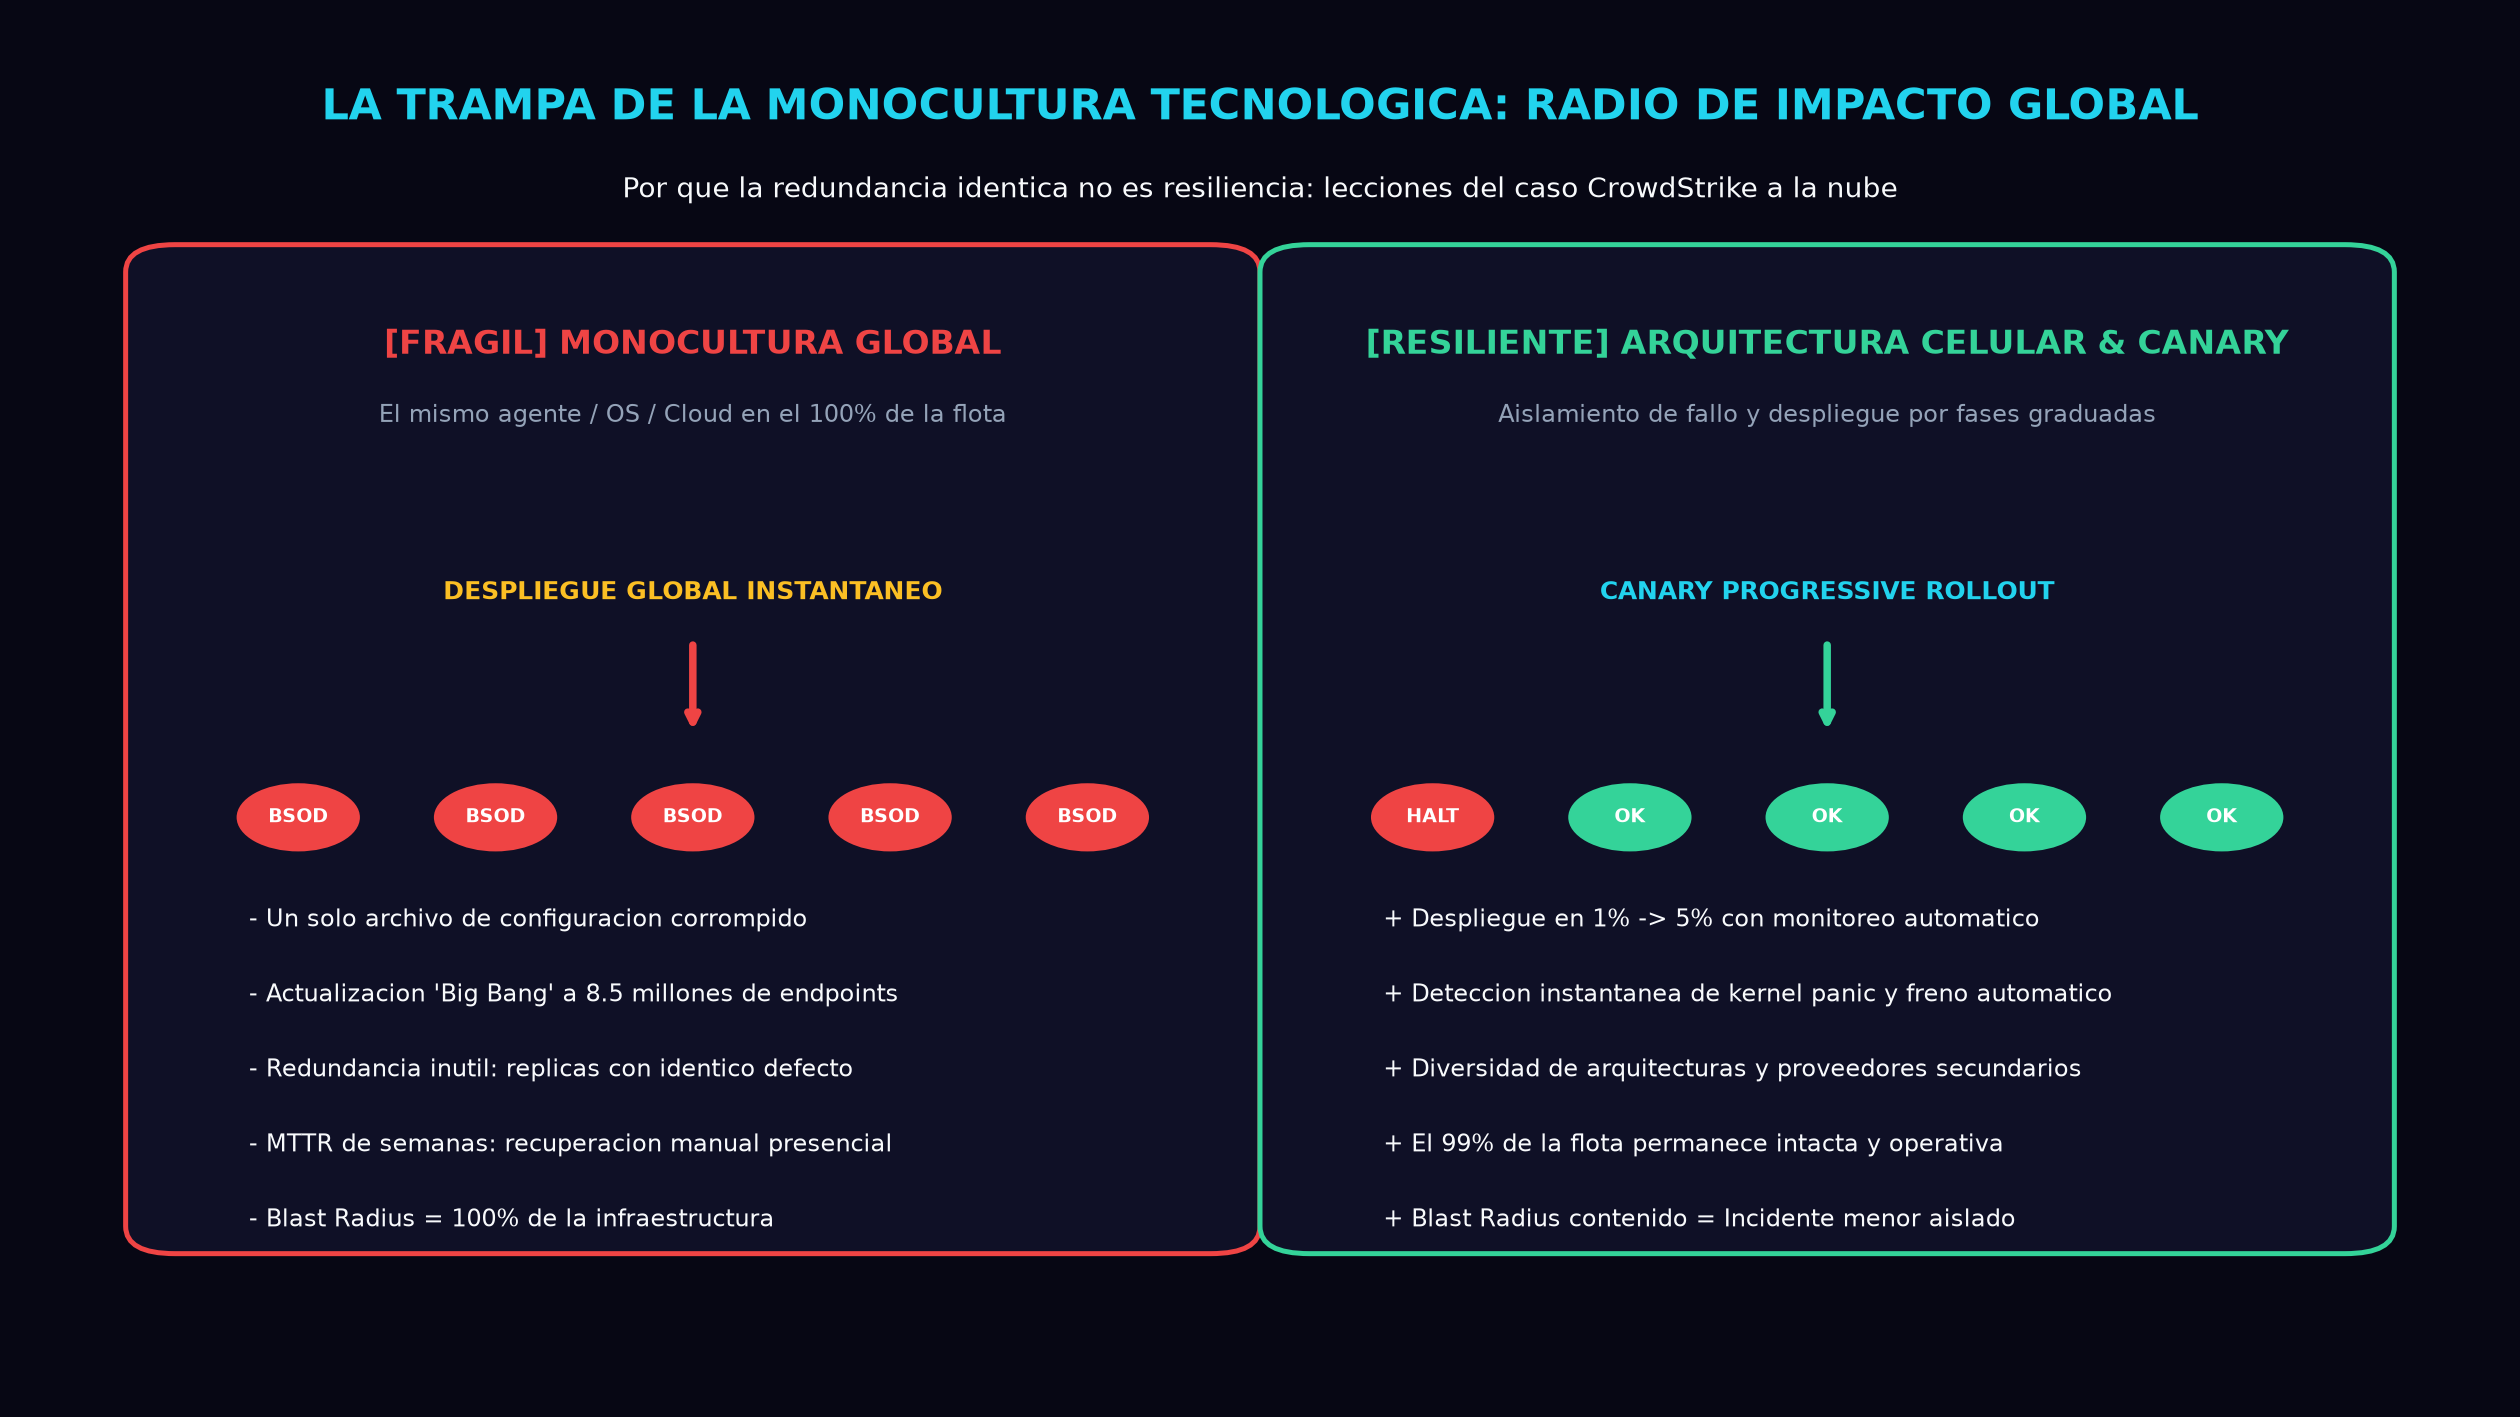 LA TRAMPA DE LA MONOCULTURA TECNOLOGICA: RADIO DE IMPACTO GLOBAL
Por que la redundancia identica no es resiliencia: lecciones del caso CrowdStrike a la nube
[FRAGIL] MONOCULTURA GLOBAL
El mismo agente / OS / Cloud en el 100% de la flota
DESPLIEGUE GLOBAL INSTANTANEO
BSOD
BSOD
BSOD
BSOD
BSOD
- Un solo archivo de configuracion corrompido
- Actualizacion 'Big Bang' a 8.5 millones de endpoints
- Redundancia inutil: replicas con identico defecto
- MTTR de semanas: recuperacion manual presencial
- Blast Radius = 100% de la infraestructura
[RESILIENTE] ARQUITECTURA CELULAR & CANARY
Aislamiento de fallo y despliegue por fases graduadas
CANARY PROGRESSIVE ROLLOUT
HALT
OK
OK
OK
OK
+ Despliegue en 1% -> 5% con monitoreo automatico
+ Deteccion instantanea de kernel panic y freno automatico
+ Diversidad de arquitecturas y proveedores secundarios
+ El 99% de la flota permanece intacta y operativa
+ Blast Radius contenido = Incidente menor aislado